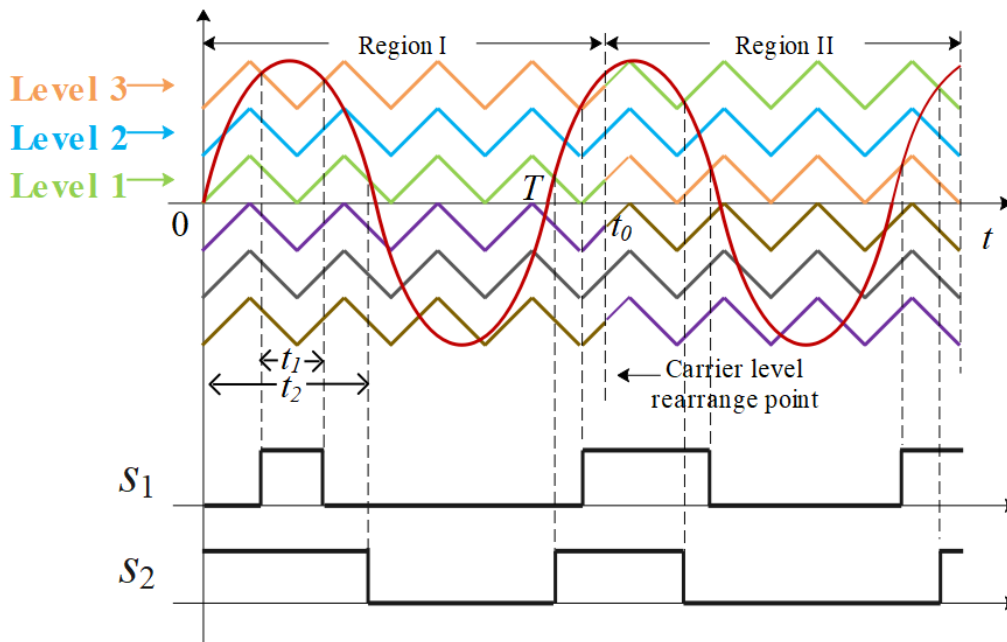 Region I
Region II
Level 3
Level 2
Level 1
T
0
t0
t
t1
t2
Carrier level
rearrange point
S1
S2